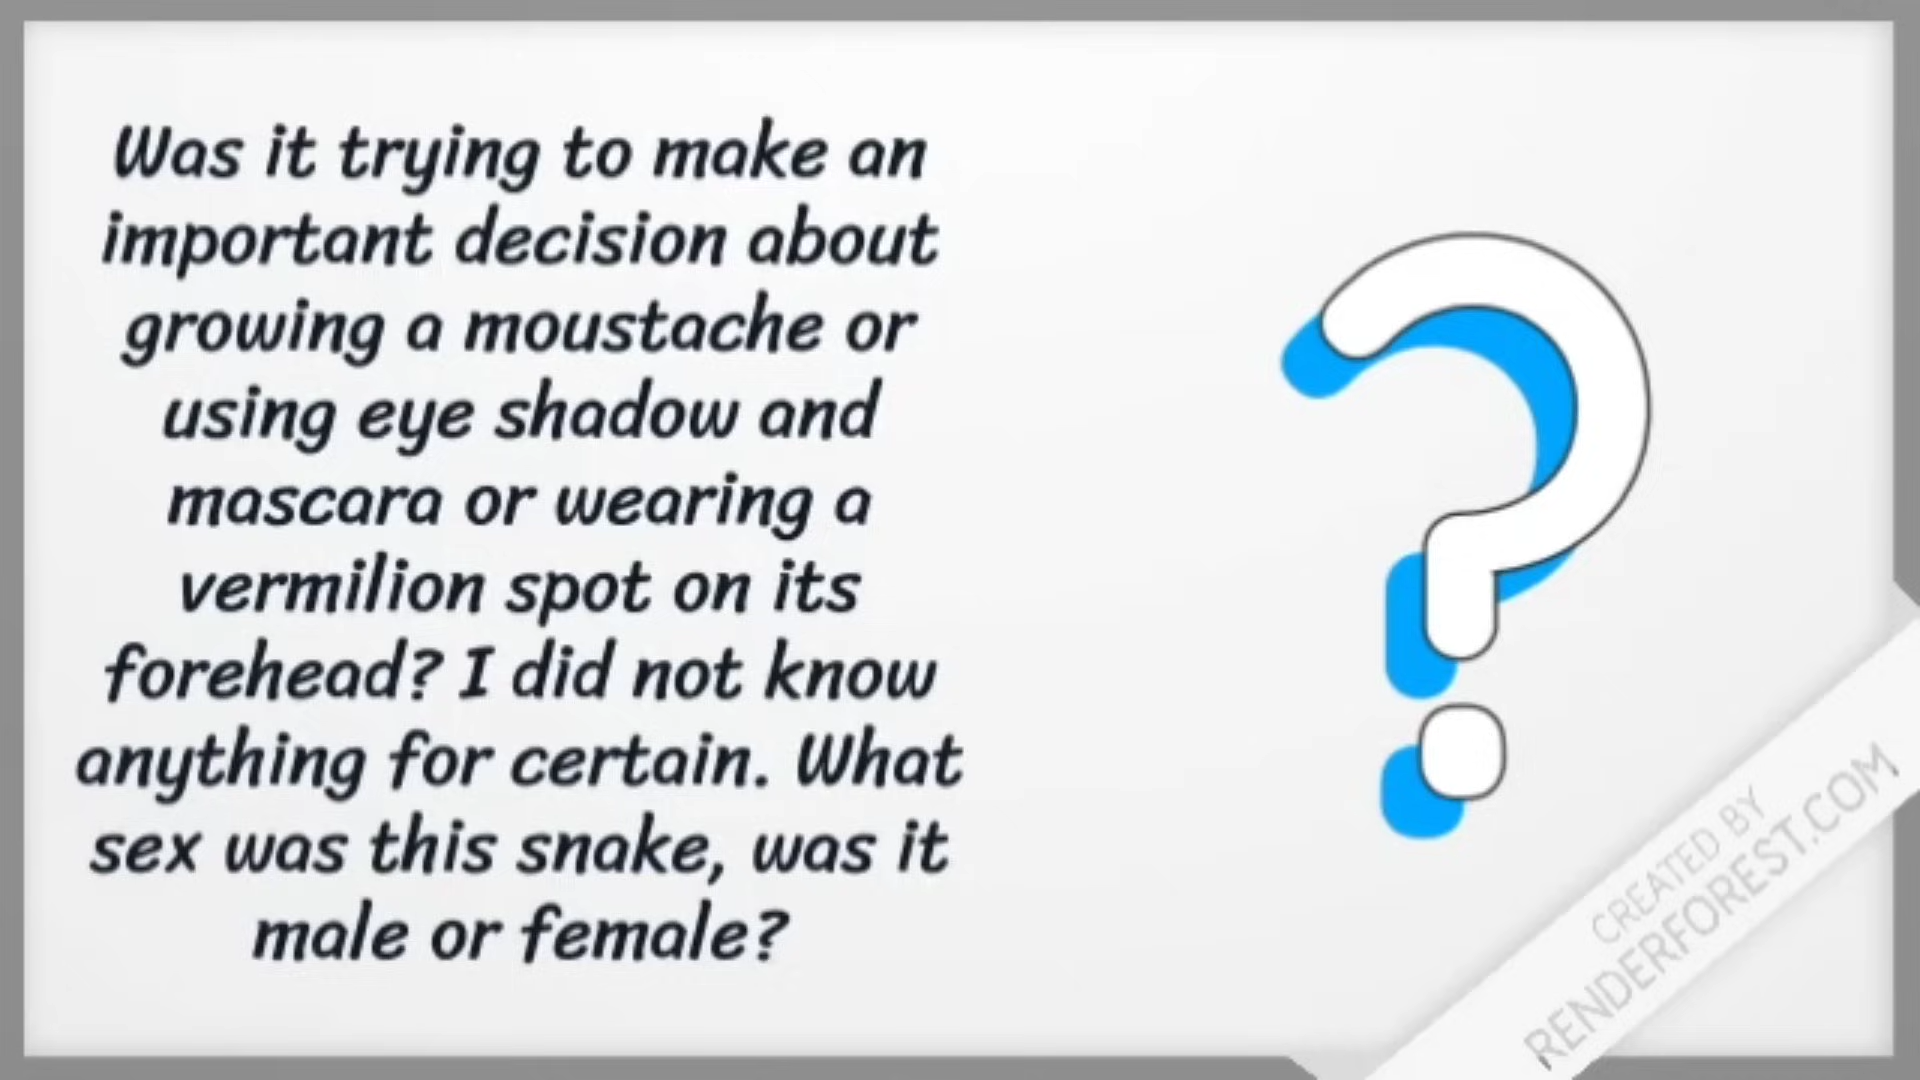 Was it trying to make an
important decision about
growing a moustache or
using eye shadow and
mascara or wearing a
vermilion spot on its
forehead? I did not know
anything for certain. What
sex was this snake, was it
male or female?
?
CREATED BY
RENDERFOREST.COM